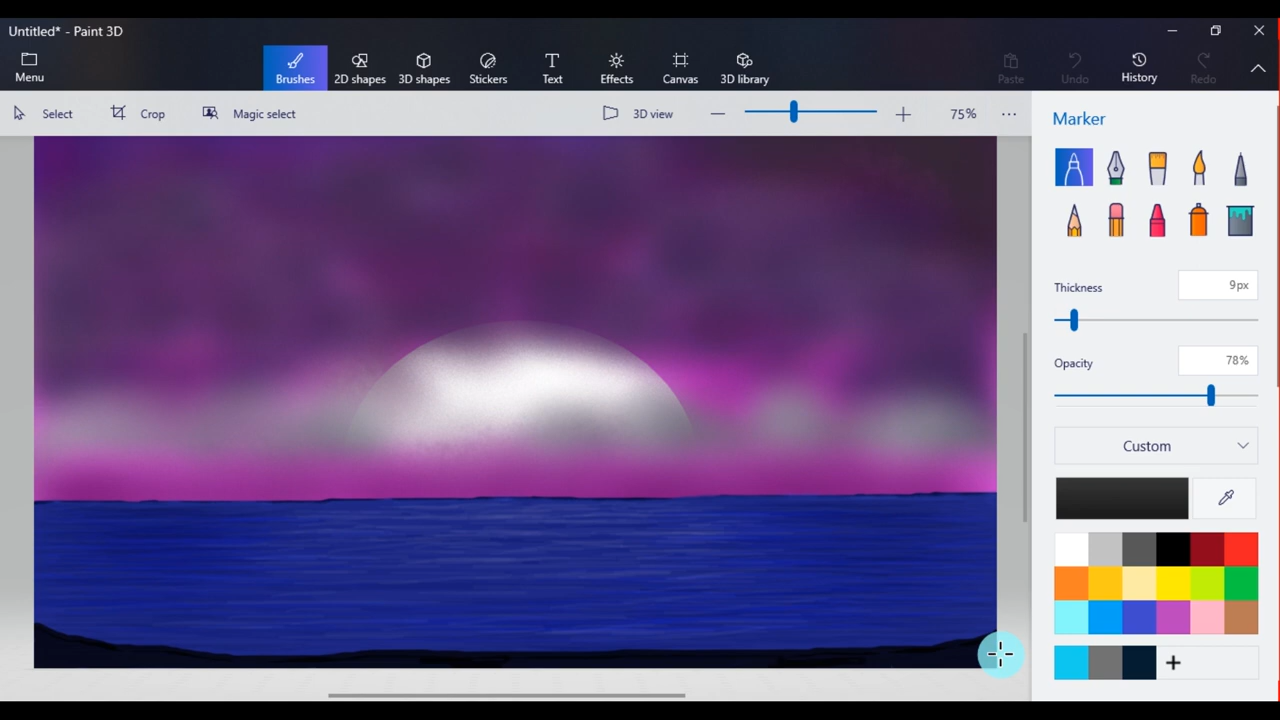 Untitled* - Paint 3D
Menu
Brushes
2D shapes
3D shapes
Stickers
Text
Effects
Canvas
3D library
Paste
Undo
History
Redo
Select
Crop
Magic select
3D view
75%
Marker
Thickness
9px
Opacity
78%
Custom